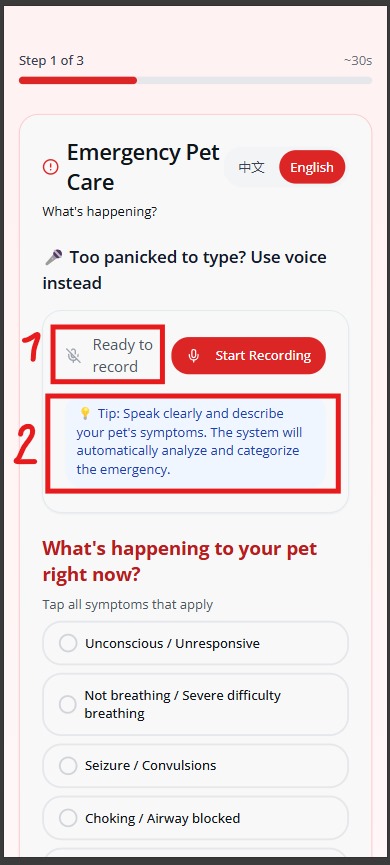 Step 1 of 3
~30s
Emergency Pet
Care
中文
English
What's happening?
🎤 Too panicked to type? Use voice
instead
1
Ready to
record
Start Recording
2
💡 Tip: Speak clearly and describe
your pet's symptoms. The system will
automatically analyze and categorize
the emergency.
What's happening to your pet
right now?
Tap all symptoms that apply
Unconscious / Unresponsive
Not breathing / Severe difficulty
breathing
Seizure / Convulsions
Choking / Airway blocked